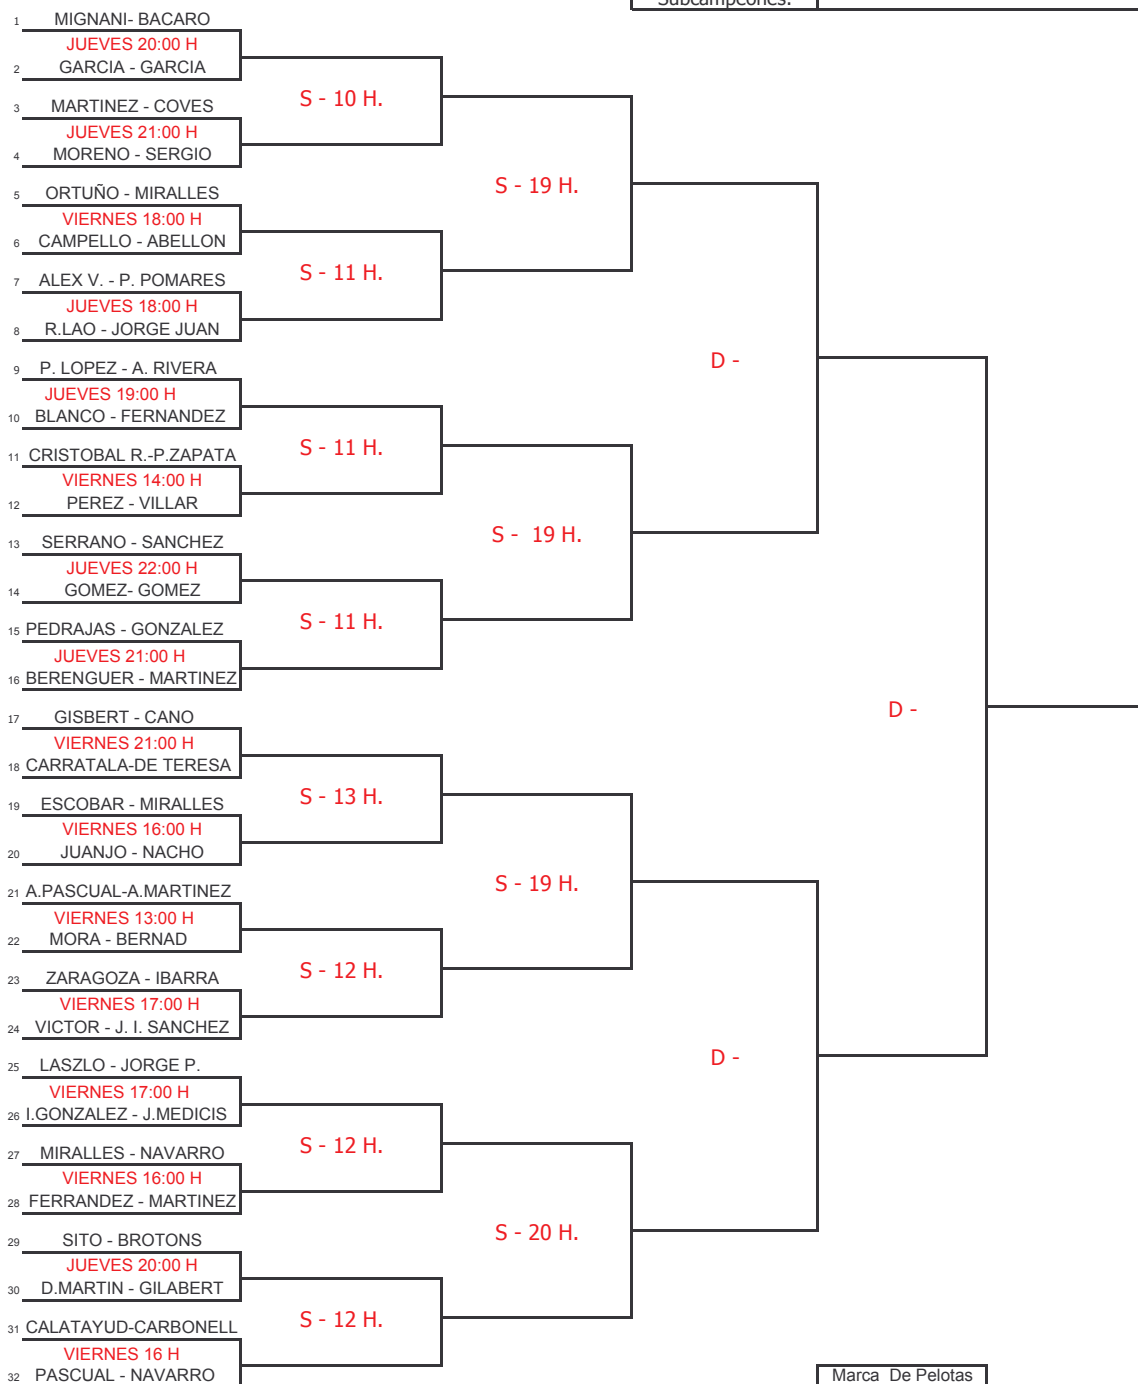 Subcampeones:
1 MIGNANI- BACARO
JUEVES 20:00 H
2 GARCIA - GARCIA
S - 10 H.
3 MARTINEZ - COVES
JUEVES 21:00 H
4 MORENO - SERGIO
S - 19 H.
5 ORTUÑO - MIRALLES
VIERNES 18:00 H
6 CAMPELLO - ABELLON
S - 11 H.
7 ALEX V. - P. POMARES
JUEVES 18:00 H
8 R.LAO - JORGE JUAN
D -
9 P. LOPEZ - A. RIVERA
JUEVES 19:00 H
10 BLANCO - FERNANDEZ
S - 11 H.
11 CRISTOBAL R.-P.ZAPATA
VIERNES 14:00 H
12 PEREZ - VILLAR
S - 19 H.
13 SERRANO - SANCHEZ
JUEVES 22:00 H
14 GOMEZ- GOMEZ
S - 11 H.
15 PEDRAJAS - GONZALEZ
JUEVES 21:00 H
16 BERENGUER - MARTINEZ
D -
17 GISBERT - CANO
VIERNES 21:00 H
18 CARRATALA-DE TERESA
S - 13 H.
19 ESCOBAR - MIRALLES
VIERNES 16:00 H
20 JUANJO - NACHO
S - 19 H.
21 A.PASCUAL-A.MARTINEZ
VIERNES 13:00 H
22 MORA - BERNAD
S - 12 H.
23 ZARAGOZA - IBARRA
VIERNES 17:00 H
24 VICTOR - J. I. SANCHEZ
D -
25 LASZLO - JORGE P.
VIERNES 17:00 H
26 I.GONZALEZ - J.MEDICIS
S - 12 H.
27 MIRALLES - NAVARRO
VIERNES 16:00 H
28 FERRANDEZ - MARTINEZ
S - 20 H.
29 SITO - BROTONS
JUEVES 20:00 H
30 D.MARTIN - GILABERT
S - 12 H.
31 CALATAYUD-CARBONELL
VIERNES 16 H
32 PASCUAL - NAVARRO
Marca De Pelotas